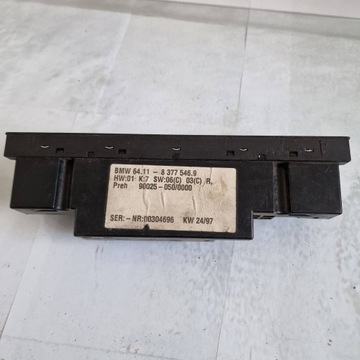 BMW 64.11 - 8 377 546.9
HW:01 K:7 SW:06(C) 03(C) R,
Preh 90025-050/0000
SER.-NR:00304696 KW 24/97